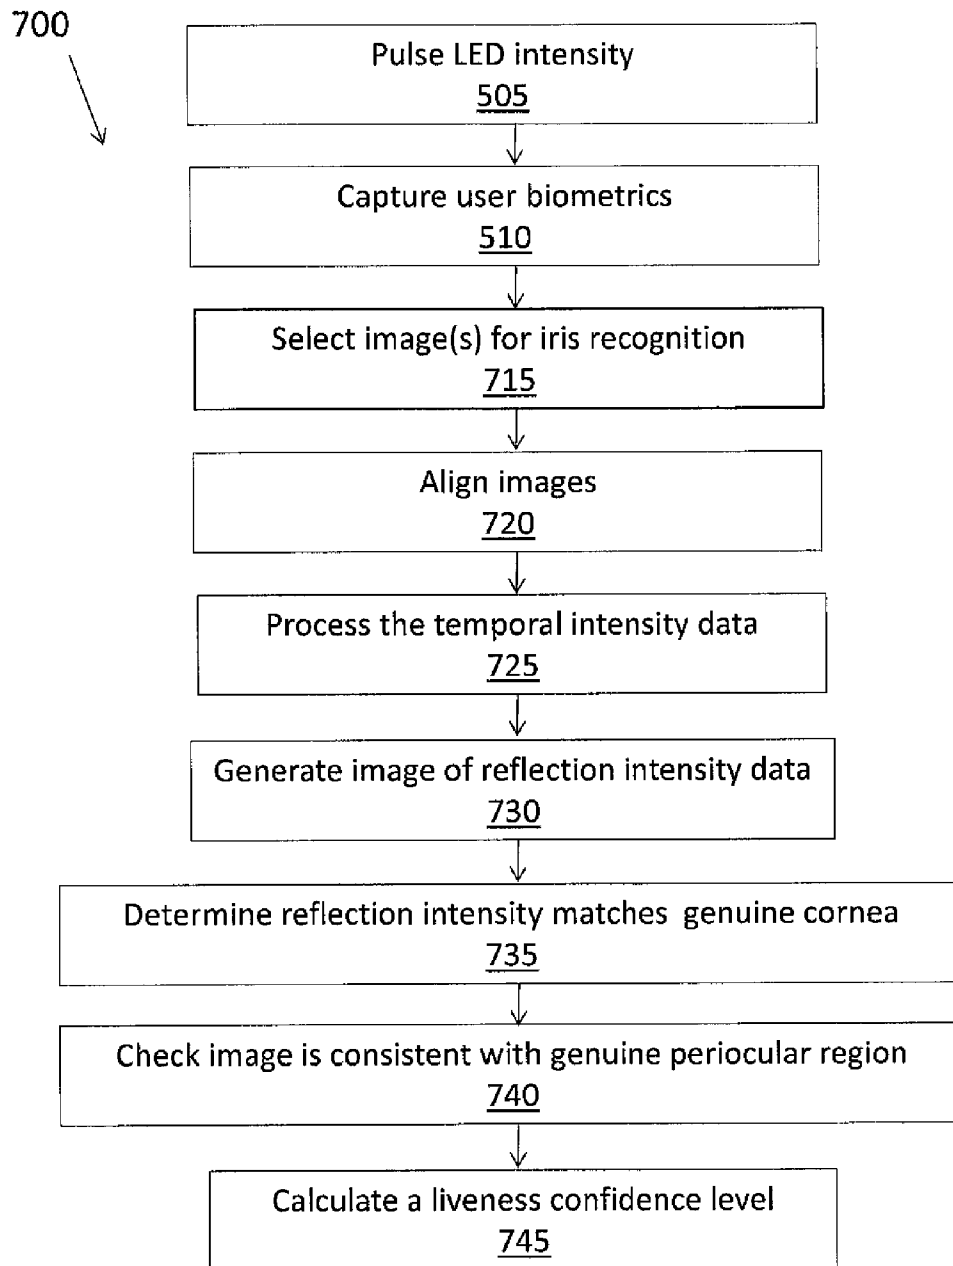 700
Pulse LED intensity
505
Capture user biometrics
510
Select image(s) for iris recognition
715
Align images
720
Process the temporal intensity data
725
Generate image of reflection intensity data
730
Determine reflection intensity matches genuine cornea
735
Check image is consistent with genuine periocular region
740
Calculate a liveness confidence level
745